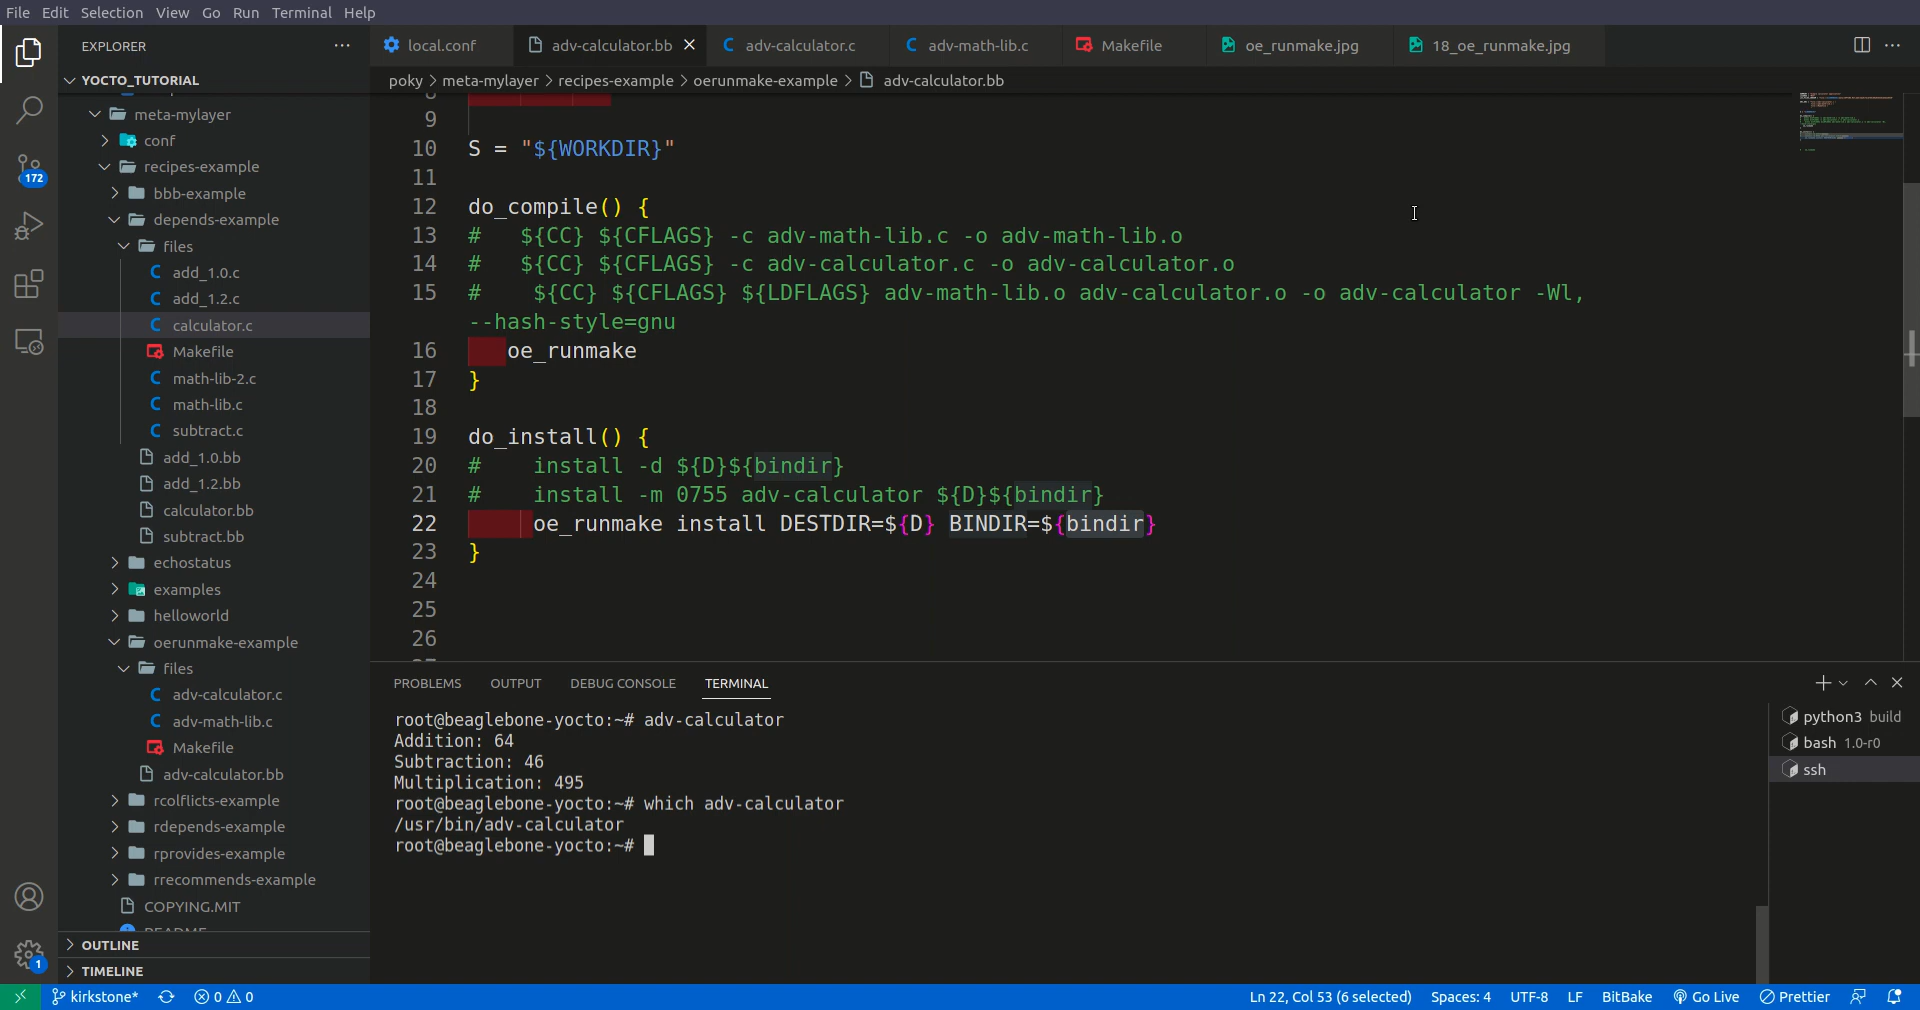 File Edit Selection View Go Run Terminal Help
EXPLORER
local.conf adv-calculator.bb adv-calculator.c adv-math-lib.c Makefile oe_runmake.jpg 18_oe_runmake.jpg
YOCTO_TUTORIAL
poky > meta-mylayer > recipes-example > oerunmake-example > adv-calculator.bb
meta-mylayer
conf
recipes-example
bbb-example
depends-example
files
add_1.0.c
add_1.2.c
calculator.c
Makefile
math-lib-2.c
math-lib.c
subtract.c
add_1.0.bb
add_1.2.bb
calculator.bb
subtract.bb
echostatus
examples
helloworld
oerunmake-example
files
adv-calculator.c
adv-math-lib.c
Makefile
adv-calculator.bb
rcolflicts-example
rdepends-example
rprovides-example
rrecommends-example
COPYING.MIT
README
OUTLINE
TIMELINE
172
1
8
9
10 S = "${WORKDIR}"
11
12 do_compile() {
13 #   ${CC} ${CFLAGS} -c adv-math-lib.c -o adv-math-lib.o
14 #   ${CC} ${CFLAGS} -c adv-calculator.c -o adv-calculator.o
15 #    ${CC} ${CFLAGS} ${LDFLAGS} adv-math-lib.o adv-calculator.o -o adv-calculator -Wl,
--hash-style=gnu
16    oe_runmake
17 }
18
19 do_install() {
20 #    install -d ${D}${bindir}
21 #    install -m 0755 adv-calculator ${D}${bindir}
22      oe_runmake install DESTDIR=${D} BINDIR=${bindir}
23 }
24
25
26
PROBLEMS OUTPUT DEBUG CONSOLE TERMINAL
root@beaglebone-yocto:~# adv-calculator
Addition: 64
Subtraction: 46
Multiplication: 495
root@beaglebone-yocto:~# which adv-calculator
/usr/bin/adv-calculator
root@beaglebone-yocto:~#
python3 build
bash 1.0-r0
ssh
kirkstone* 0 0 Ln 22, Col 53 (6 selected) Spaces: 4 UTF-8 LF BitBake Go Live Prettier